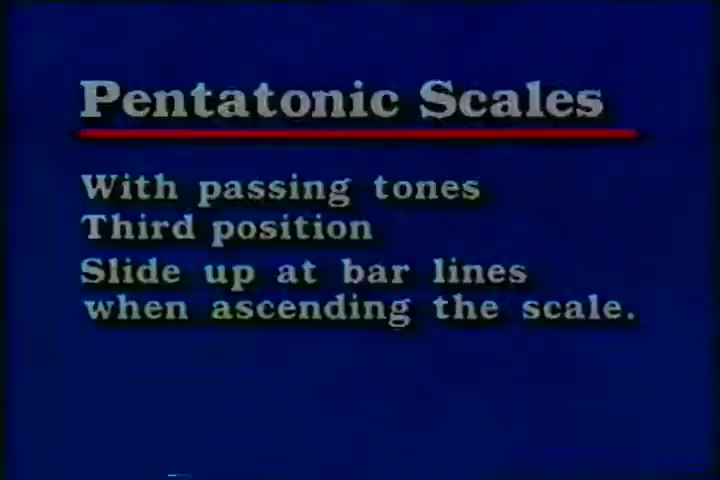 Pentatonic Scales
With passing tones
Third position
Slide up at bar lines
when ascending the scale.